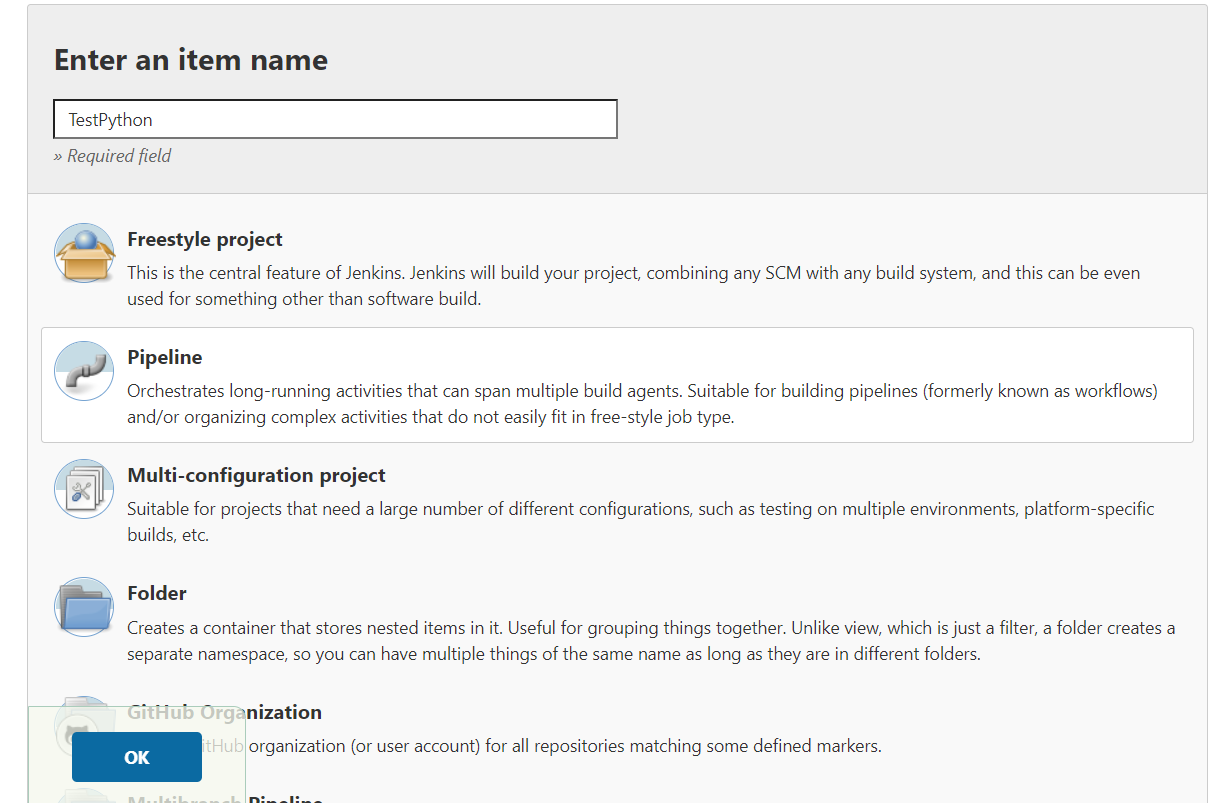 Enter an item name
TestPython
» Required field
Freestyle project
This is the central feature of Jenkins. Jenkins will build your project, combining any SCM with any build system, and this can be even
used for something other than software build.
Pipeline
Orchestrates long-running activities that can span multiple build agents. Suitable for building pipelines (formerly known as workflows)
and/or organizing complex activities that do not easily fit in free-style job type.
Multi-configuration project
Suitable for projects that need a large number of different configurations, such as testing on multiple environments, platform-specific
builds, etc.
Folder
Creates a container that stores nested items in it. Useful for grouping things together. Unlike view, which is just a filter, a folder creates a
separate namespace, so you can have multiple things of the same name as long as they are in different folders.
GitHub Organization
GitHub organization (or user account) for all repositories matching some defined markers.
OK
Multibranch Pipeline